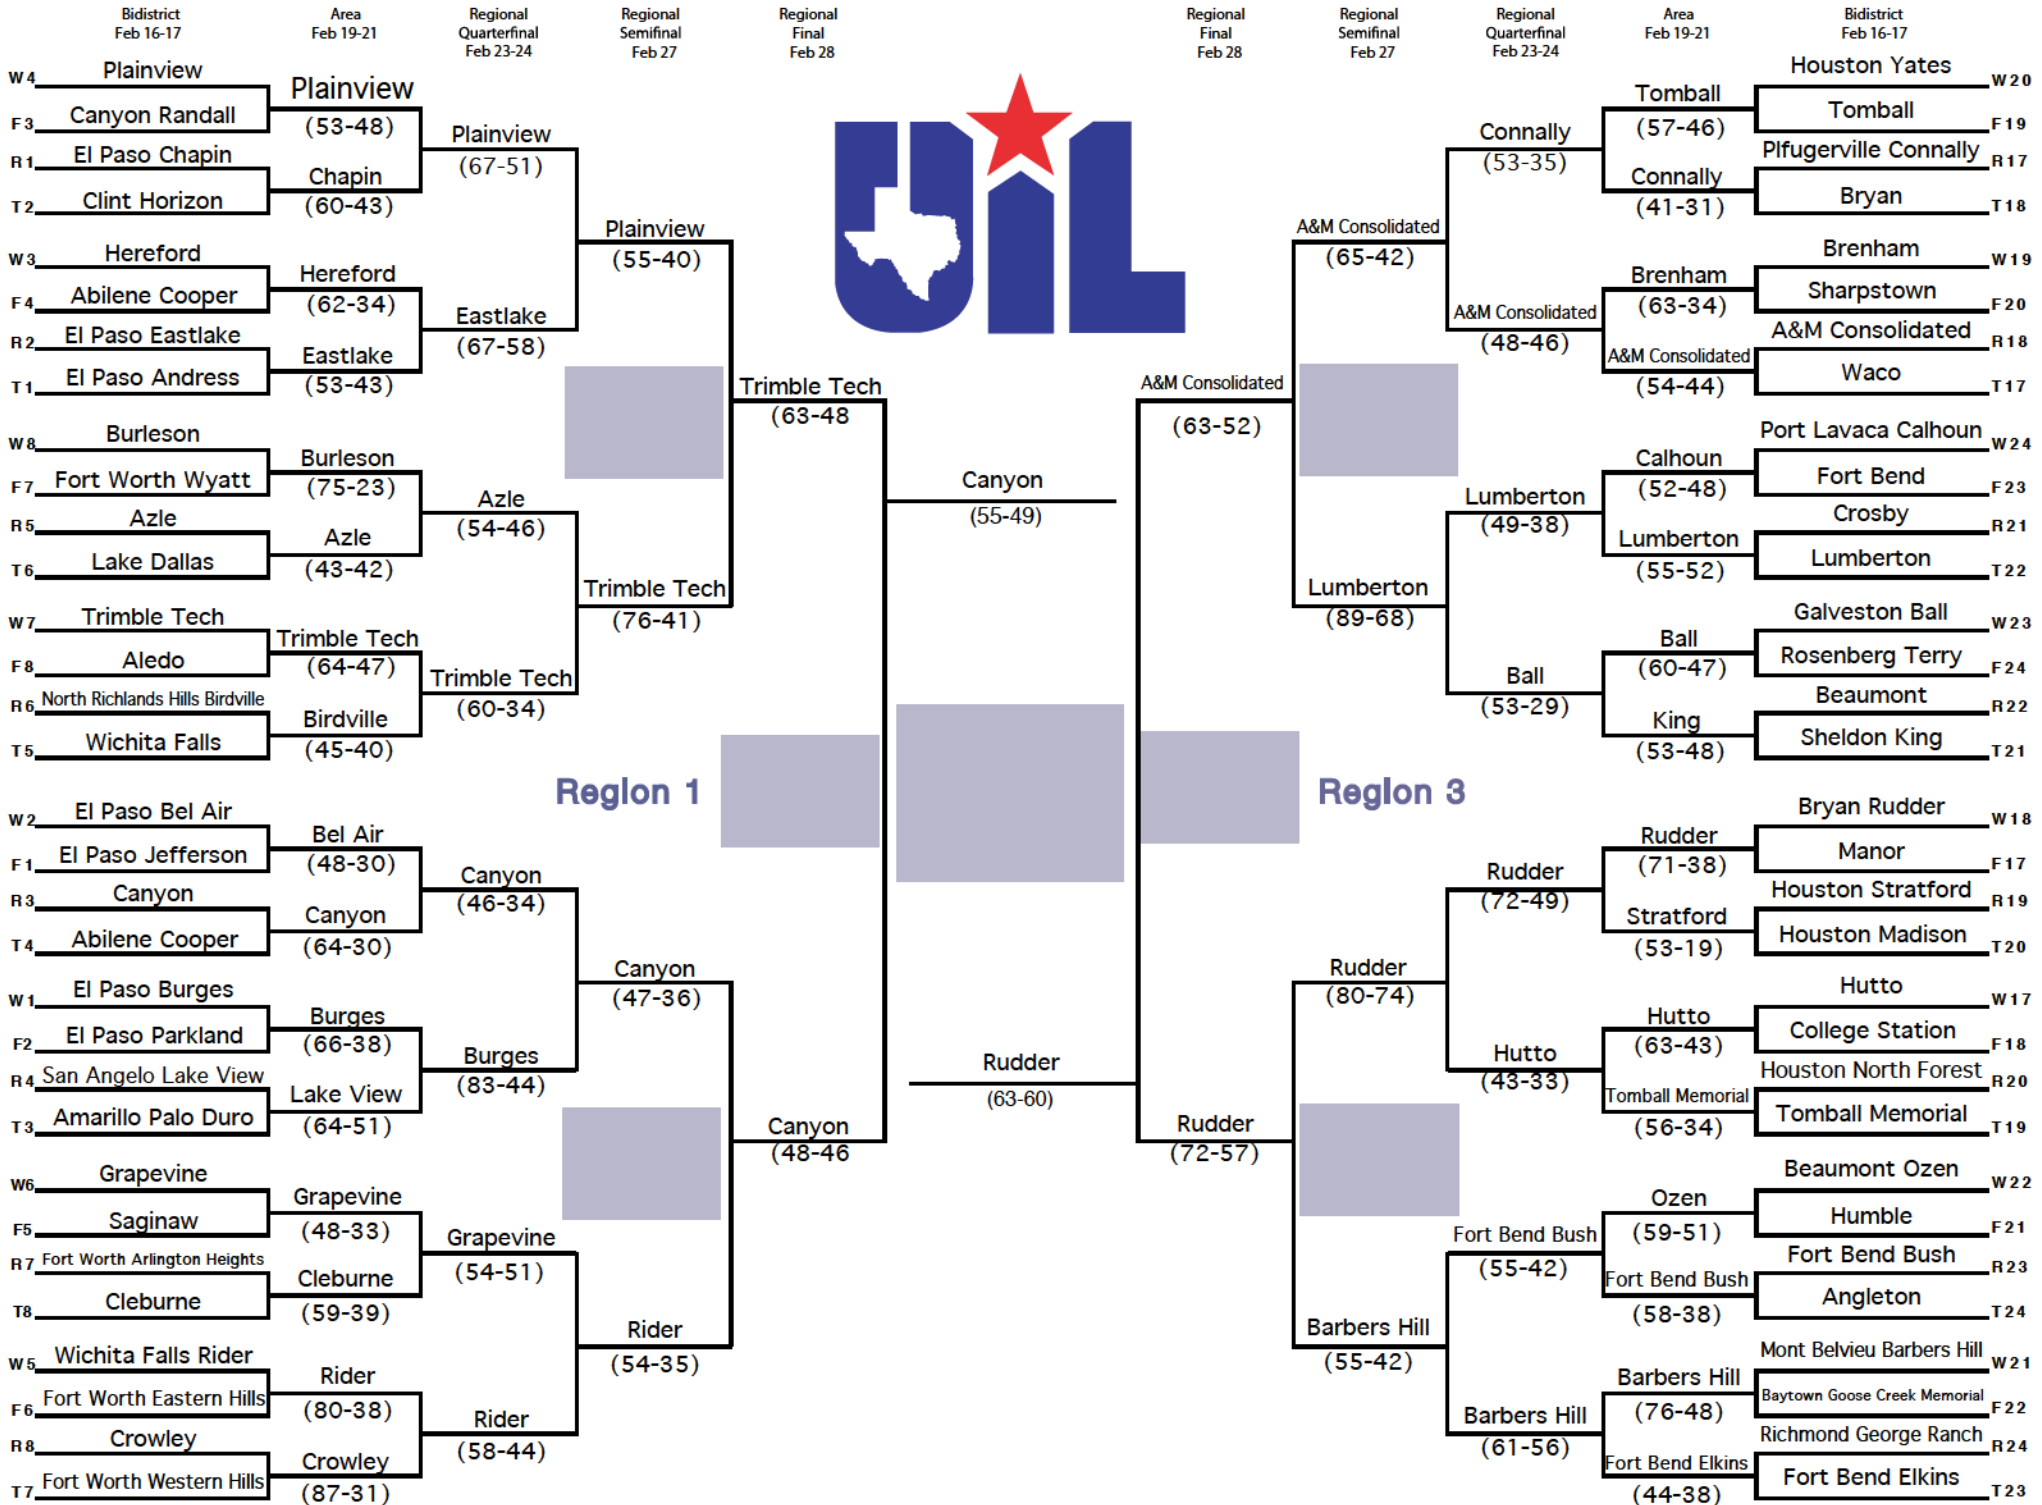 Bidistrict
Feb 16-17
Area
Feb 19-21
Regional
Quarterfinal
Feb 23-24
Regional
Semifinal
Feb 27
Regional
Final
Feb 28
Regional
Final
Feb 28
Regional
Semifinal
Feb 27
Regional
Quarterfinal
Feb 23-24
Area
Feb 19-21
Bidistrict
Feb 16-17
W4 Plainview
F3 Canyon Randall
R1 El Paso Chapin
T2 Clint Horizon
W3 Hereford
F4 Abilene Cooper
R2 El Paso Eastlake
T1 El Paso Andress
W8 Burleson
F7 Fort Worth Wyatt
R5 Azle
T6 Lake Dallas
W7 Trimble Tech
F8 Aledo
R6 North Richlands Hills Birdville
T5 Wichita Falls
W2 El Paso Bel Air
F1 El Paso Jefferson
R3 Canyon
T4 Abilene Cooper
W1 El Paso Burges
F2 El Paso Parkland
R4 San Angelo Lake View
T3 Amarillo Palo Duro
W6 Grapevine
F5 Saginaw
R7 Fort Worth Arlington Heights
T8 Cleburne
W5 Wichita Falls Rider
F6 Fort Worth Eastern Hills
R8 Crowley
T7 Fort Worth Western Hills
Plainview
(53-48)
Chapin
(60-43)
Hereford
(62-34)
Eastlake
(53-43)
Burleson
(75-23)
Azle
(43-42)
Trimble Tech
(64-47)
Birdville
(45-40)
Bel Air
(48-30)
Canyon
(64-30)
Burges
(66-38)
Lake View
(64-51)
Grapevine
(48-33)
Cleburne
(59-39)
Rider
(80-38)
Crowley
(87-31)
Plainview
(67-51)
Eastlake
(67-58)
Azle
(54-46)
Trimble Tech
(60-34)
Canyon
(46-34)
Burges
(83-44)
Grapevine
(54-51)
Rider
(58-44)
Plainview
(55-40)
Trimble Tech
(76-41)
Canyon
(47-36)
Rider
(54-35)
Region 1
Trimble Tech
(63-48
Canyon
(48-46
UIL
Canyon
(55-49)
Rudder
(63-60)
A&M Consolidated
(63-52)
Rudder
(72-57)
Region 3
A&M Consolidated
(65-42)
Lumberton
(89-68)
Rudder
(80-74)
Barbers Hill
(55-42)
Connally
(53-35)
A&M Consolidated
(48-46)
Lumberton
(49-38)
Ball
(53-29)
Rudder
(72-49)
Hutto
(43-33)
Fort Bend Bush
(55-42)
Barbers Hill
(61-56)
Tomball
(57-46)
Connally
(41-31)
Brenham
(63-34)
A&M Consolidated
(54-44)
Calhoun
(52-48)
Lumberton
(55-52)
Ball
(60-47)
King
(53-48)
Rudder
(71-38)
Stratford
(53-19)
Hutto
(63-43)
Tomball Memorial
(56-34)
Ozen
(59-51)
Fort Bend Bush
(58-38)
Barbers Hill
(76-48)
Fort Bend Elkins
(44-38)
Houston Yates W20
Tomball F19
Plfugerville Connally R17
Bryan T18
Brenham W19
Sharpstown F20
A&M Consolidated R18
Waco T17
Port Lavaca Calhoun W24
Fort Bend F23
Crosby R21
Lumberton T22
Galveston Ball W23
Rosenberg Terry F24
Beaumont R22
Sheldon King T21
Bryan Rudder W18
Manor F17
Houston Stratford R19
Houston Madison T20
Hutto W17
College Station F18
Houston North Forest R20
Tomball Memorial T19
Beaumont Ozen W22
Humble F21
Fort Bend Bush R23
Angleton T24
Mont Belvieu Barbers Hill W21
Baytown Goose Creek Memorial F22
Richmond George Ranch R24
Fort Bend Elkins T23